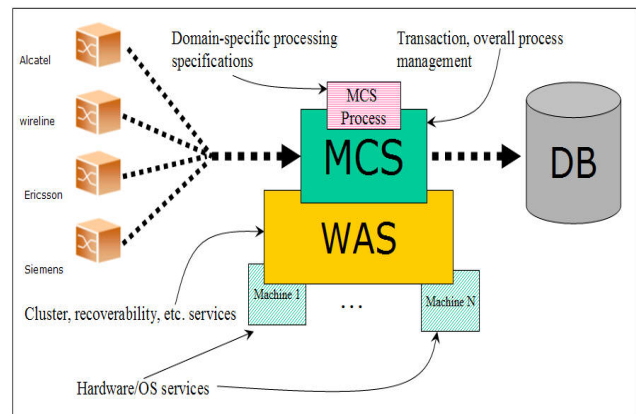 Domain-specific processing
specifications
Transaction, overall process
management
Alcatel
wireline
Ericsson
Siemens
MCS
Process
MCS
DB
WAS
Machine 1
...
Machine N
Cluster, recoverability, etc. services
Hardware/OS services